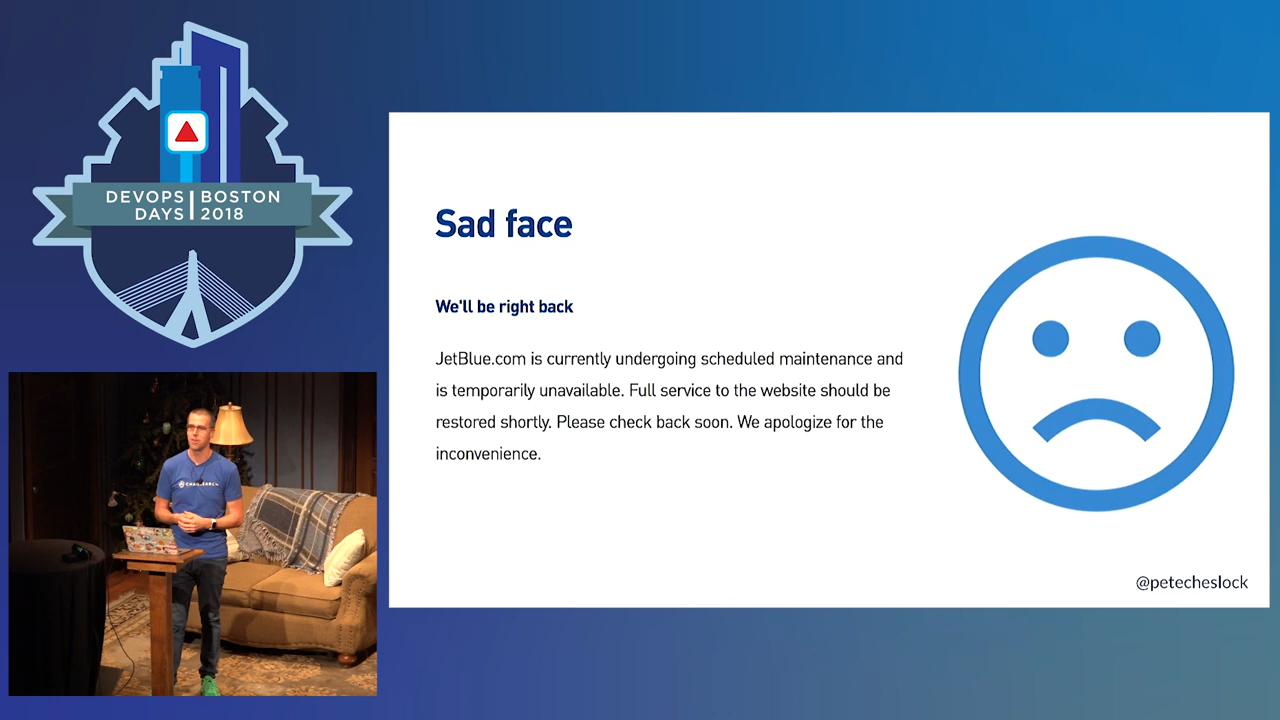 DEVOPS BOSTON
DAYS 2018
Sad face
We'll be right back
JetBlue.com is currently undergoing scheduled maintenance and
is temporarily unavailable. Full service to the website should be
restored shortly. Please check back soon. We apologize for the
inconvenience.
@petecheslock